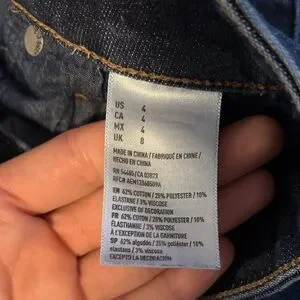 US 4
CA 4
MX 4
UK 8
MADE IN CHINA / FABRIQUÉ EN CHINE /
HECHO EN CHINA
RN 54485/CA 03973
EN: 62% COTTON / 25% POLYESTER / 10%
ELASTANE / 3% VISCOSE
EXCLUSIVE OF DECORATION
FR: 62% COTON / 25% POLYESTER / 10%
ÉLASTHANNE / 3% VISCOSE
À L'EXCEPTION DE LA GARNITURE
SP: 62% algodón / 25% poliéster / 10%
elastano / 3% viscosa
EXCEPTO LA DECORACIÓN